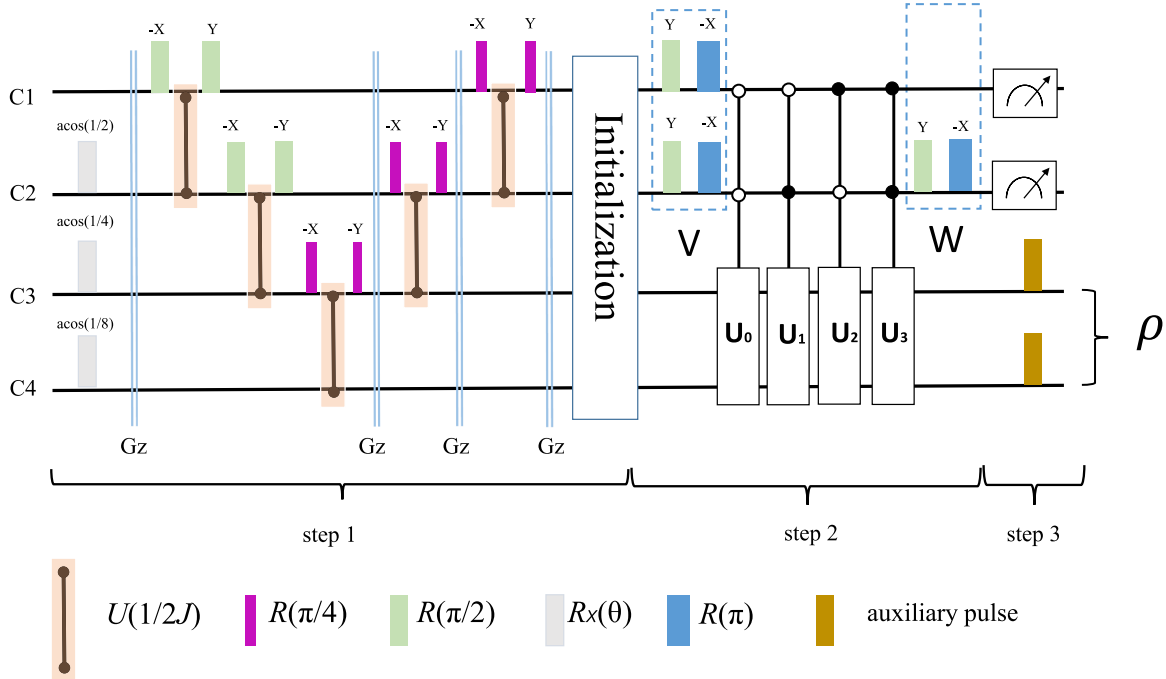 -X Y -X Y Y -X
C1
acos(1/2) -X -Y -X -Y Y -X Y -X
C2
acos(1/4) -X -Y V W
C3
acos(1/8) U0 U1 U2 U3 ρ
C4
Initialization
Gz Gz Gz Gz
step 1 step 2 step 3
U(1/2J) R(π/4) R(π/2) Rx(θ) R(π) auxiliary pulse